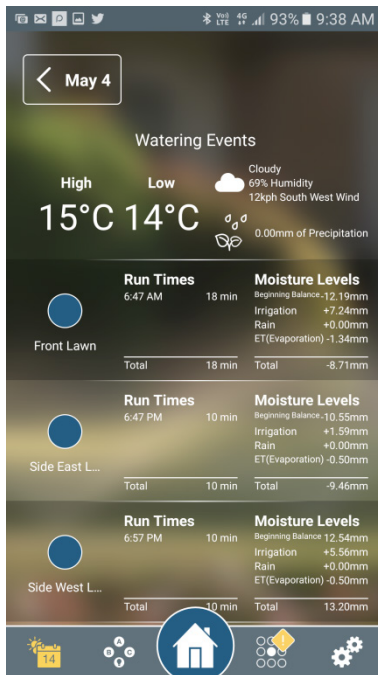 Vo)) LTE 4G 93% 9:38 AM
May 4
Watering Events
High Low
15°C 14°C
Cloudy
69% Humidity
12kph South West Wind
0.00mm of Precipitation
Front Lawn
Run Times
6:47 AM 18 min
Total 18 min
Moisture Levels
Beginning Balance -12.19mm
Irrigation +7.24mm
Rain +0.00mm
ET(Evaporation) -1.34mm
Total -8.71mm
Side East L...
Run Times
6:47 PM 10 min
Total 10 min
Moisture Levels
Beginning Balance -10.55mm
Irrigation +1.59mm
Rain +0.00mm
ET(Evaporation) -0.50mm
Total -9.46mm
Side West L...
Run Times
6:57 PM 10 min
Total 10 min
Moisture Levels
Beginning Balance 12.54mm
Irrigation +5.56mm
Rain +0.00mm
ET(Evaporation) -0.50mm
Total 13.20mm
14
A
B C